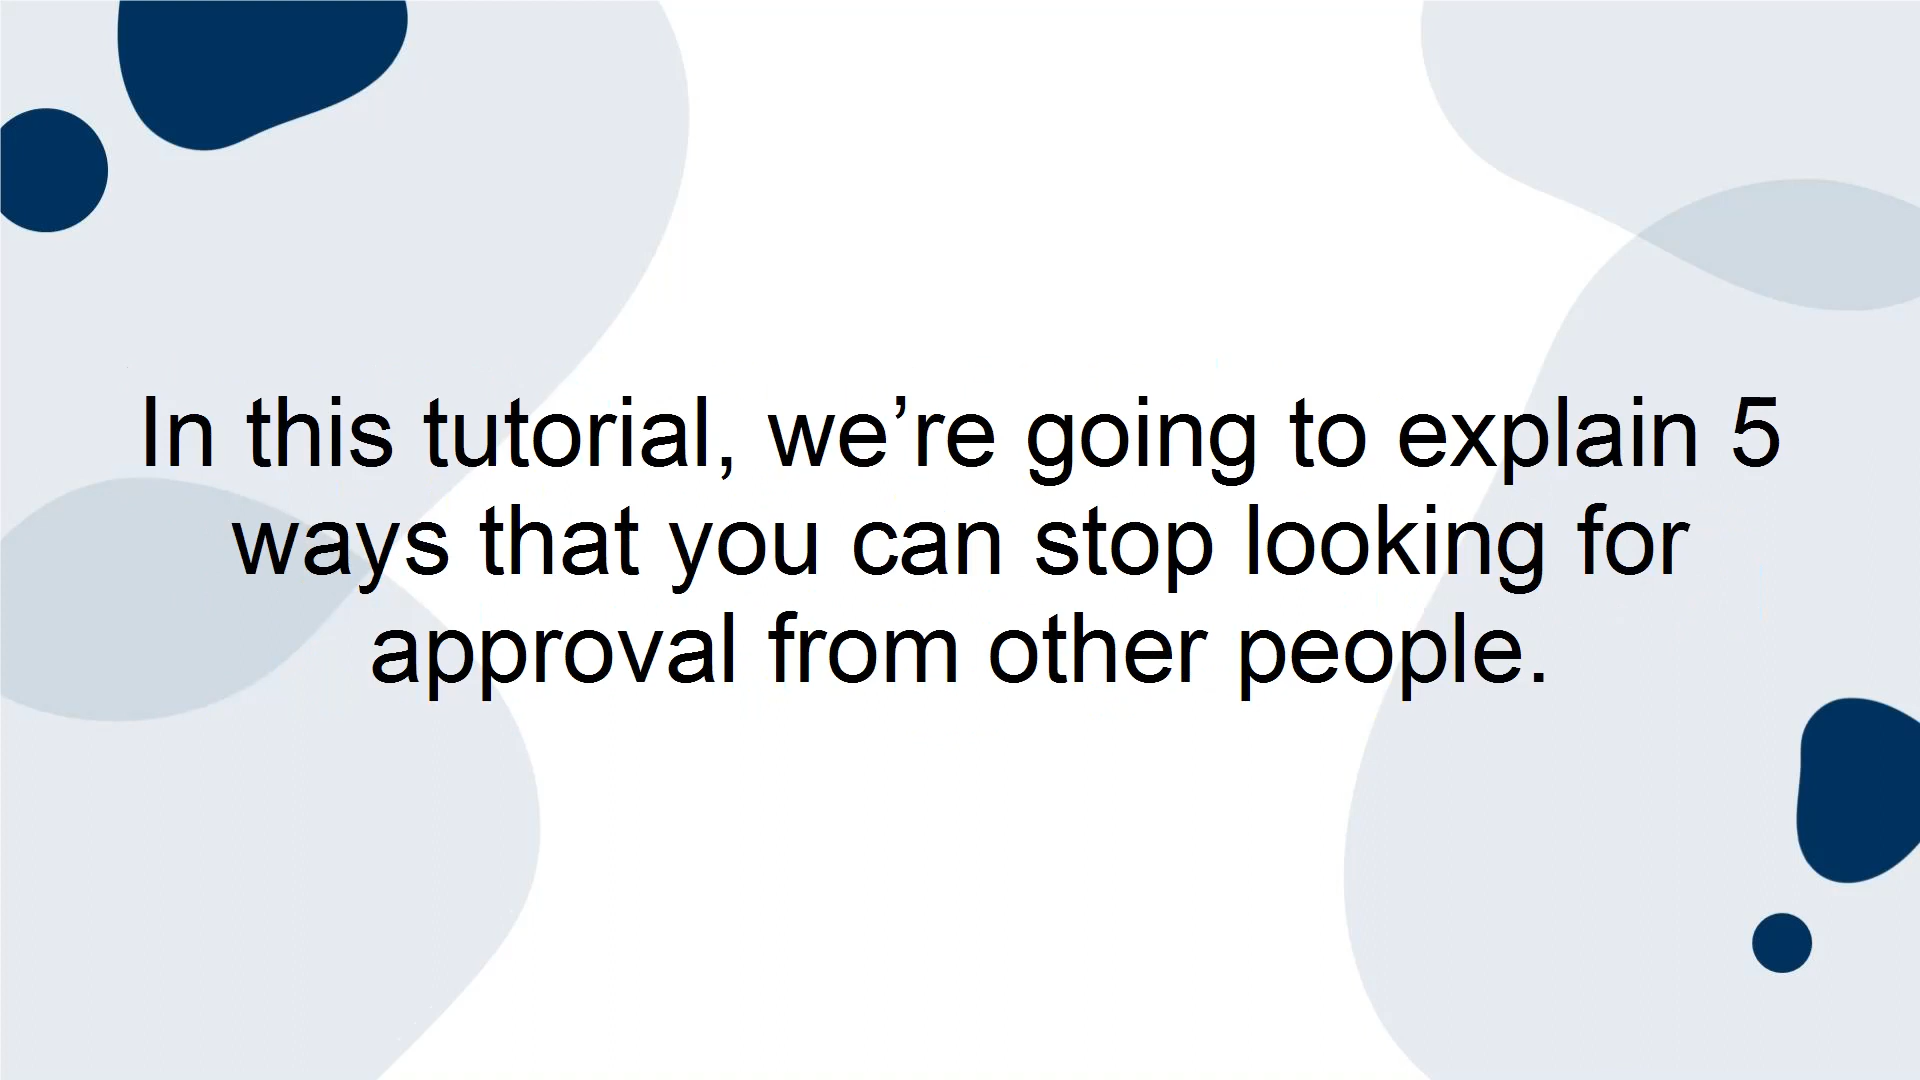 In this tutorial, we’re going to explain 5
ways that you can stop looking for
approval from other people.